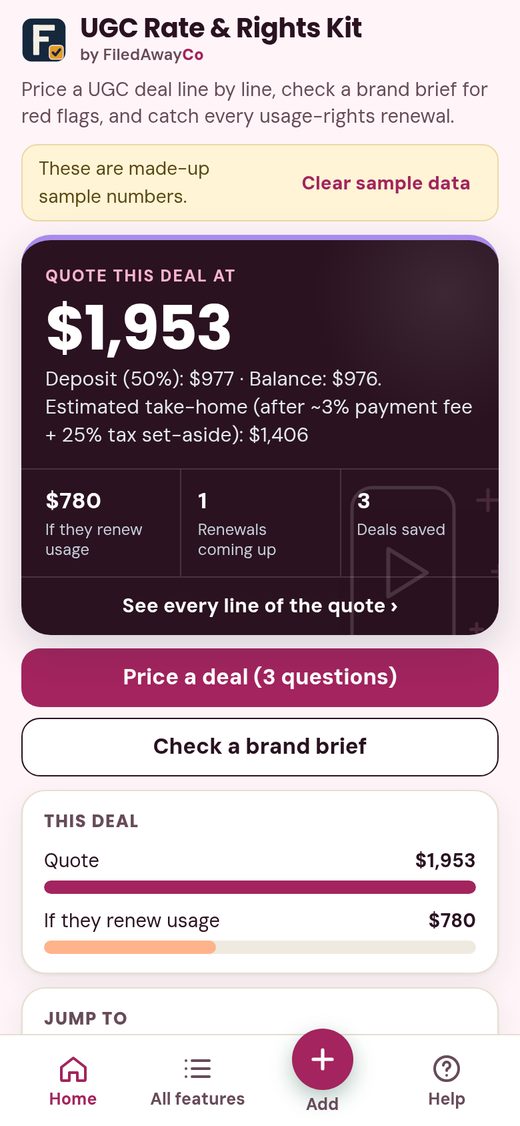 UGC Rate & Rights Kit
by FiledAwayCo
Price a UGC deal line by line, check a brand brief for
red flags, and catch every usage-rights renewal.
These are made-up
sample numbers.
Clear sample data
QUOTE THIS DEAL AT
$1,953
Deposit (50%): $977 · Balance: $976.
Estimated take-home (after ~3% payment fee
+ 25% tax set-aside): $1,406
$780
If they renew
usage
1
Renewals
coming up
3
Deals saved
See every line of the quote ›
Price a deal (3 questions)
Check a brand brief
THIS DEAL
Quote
$1,953
If they renew usage
$780
JUMP TO
Home
All features
Add
Help